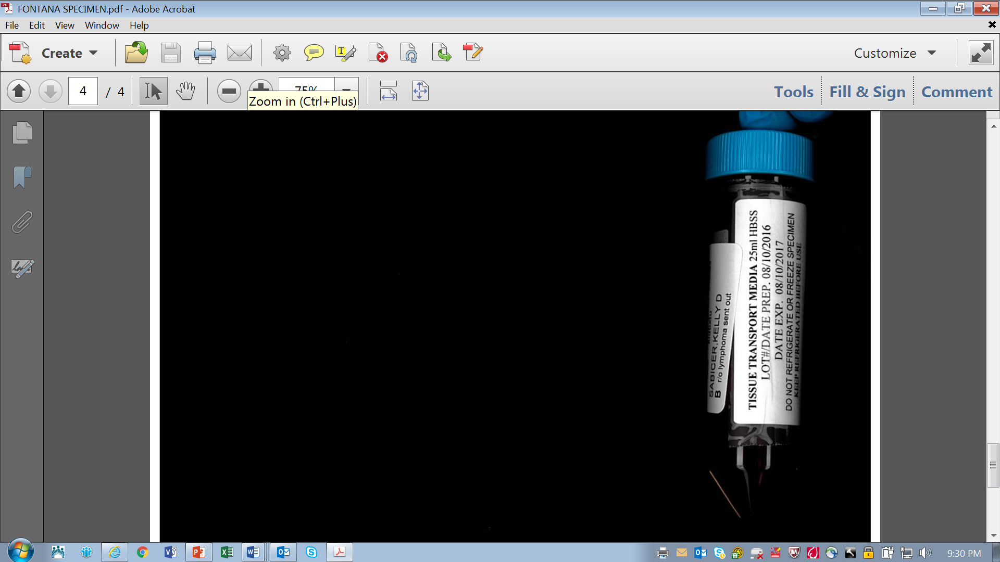 FONTANA SPECIMEN.pdf - Adobe Acrobat
File Edit View Window Help
Create
Customize
4 / 4
75%
Tools Fill & Sign Comment
Zoom in (Ctrl+Plus)
SABICER,KELLY D
B r/o lymphoma sent out
TISSUE TRANSPORT MEDIA 25ml HBSS
LOT#/DATE PREP. 08/10/2016
DATE EXP. 08/10/2017
DO NOT REFRIGERATE OR FREEZE SPECIMEN
KEEP REFRIGERATED BEFORE USE
9:30 PM